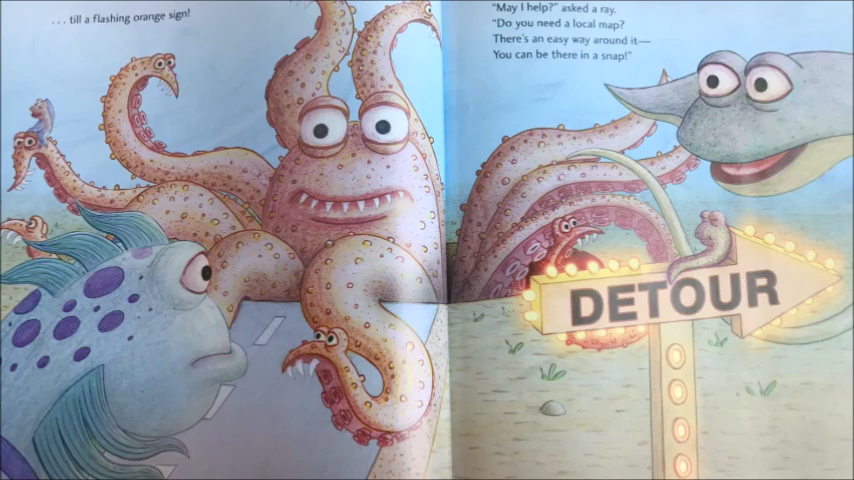 . . . till a flashing orange sign!
"May I help?" asked a ray.
"Do you need a local map?
There's an easy way around it—
You can be there in a snap!"
DETOUR